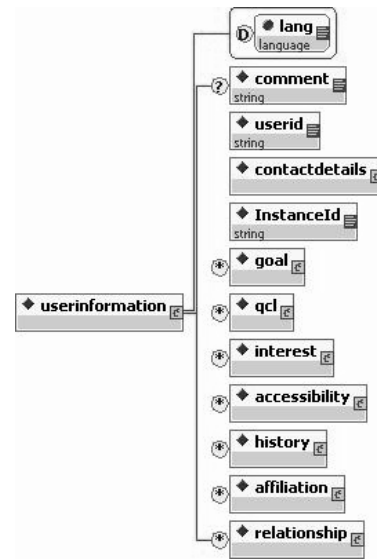 D lang
language
? comment
string
userid
string
contactdetails
InstanceId
string
* goal
userinformation
* qcl
* interest
* accessibility
* history
* affiliation
* relationship